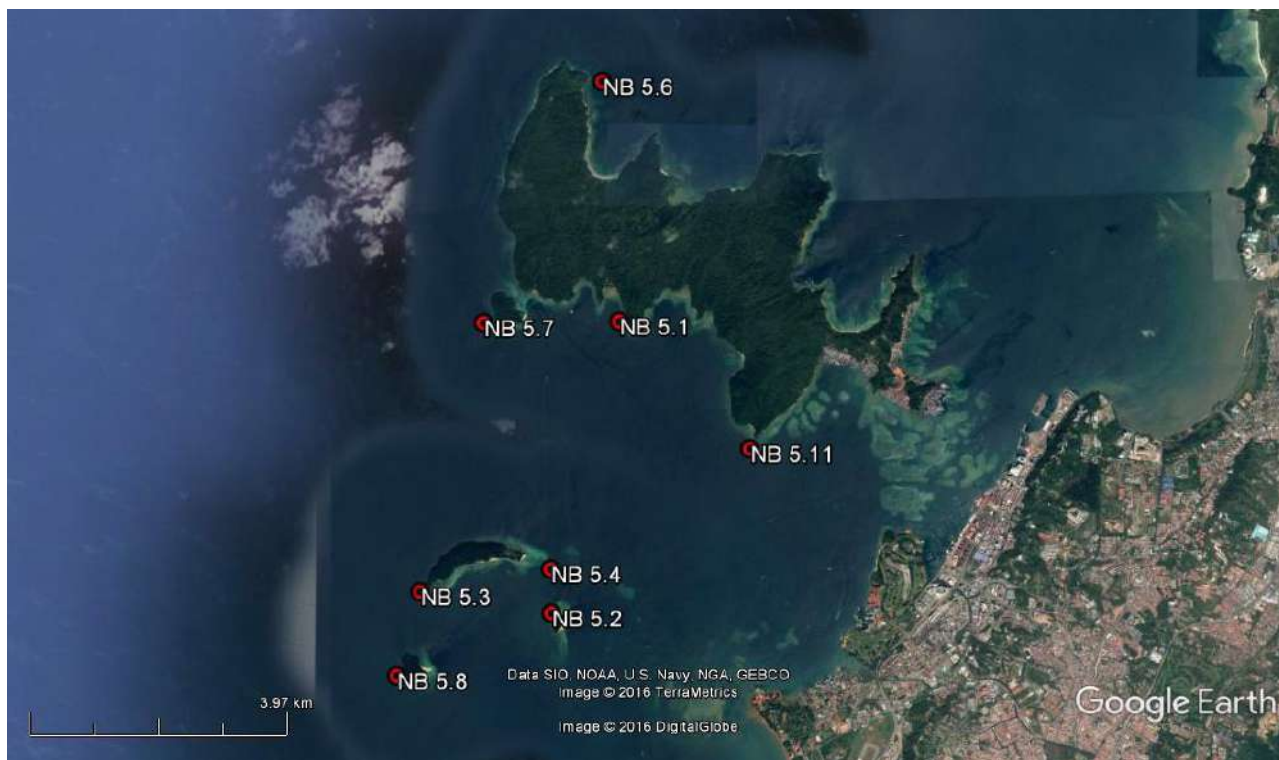 NB 5.6
NB 5.7
NB 5.1
NB 5.11
NB 5.4
NB 5.3
NB 5.2
NB 5.8
3.97 km
Data SIO, NOAA, U.S. Navy, NGA, GEBCO
Image © 2016 TerraMetrics
Image © 2016 DigitalGlobe
Google Earth